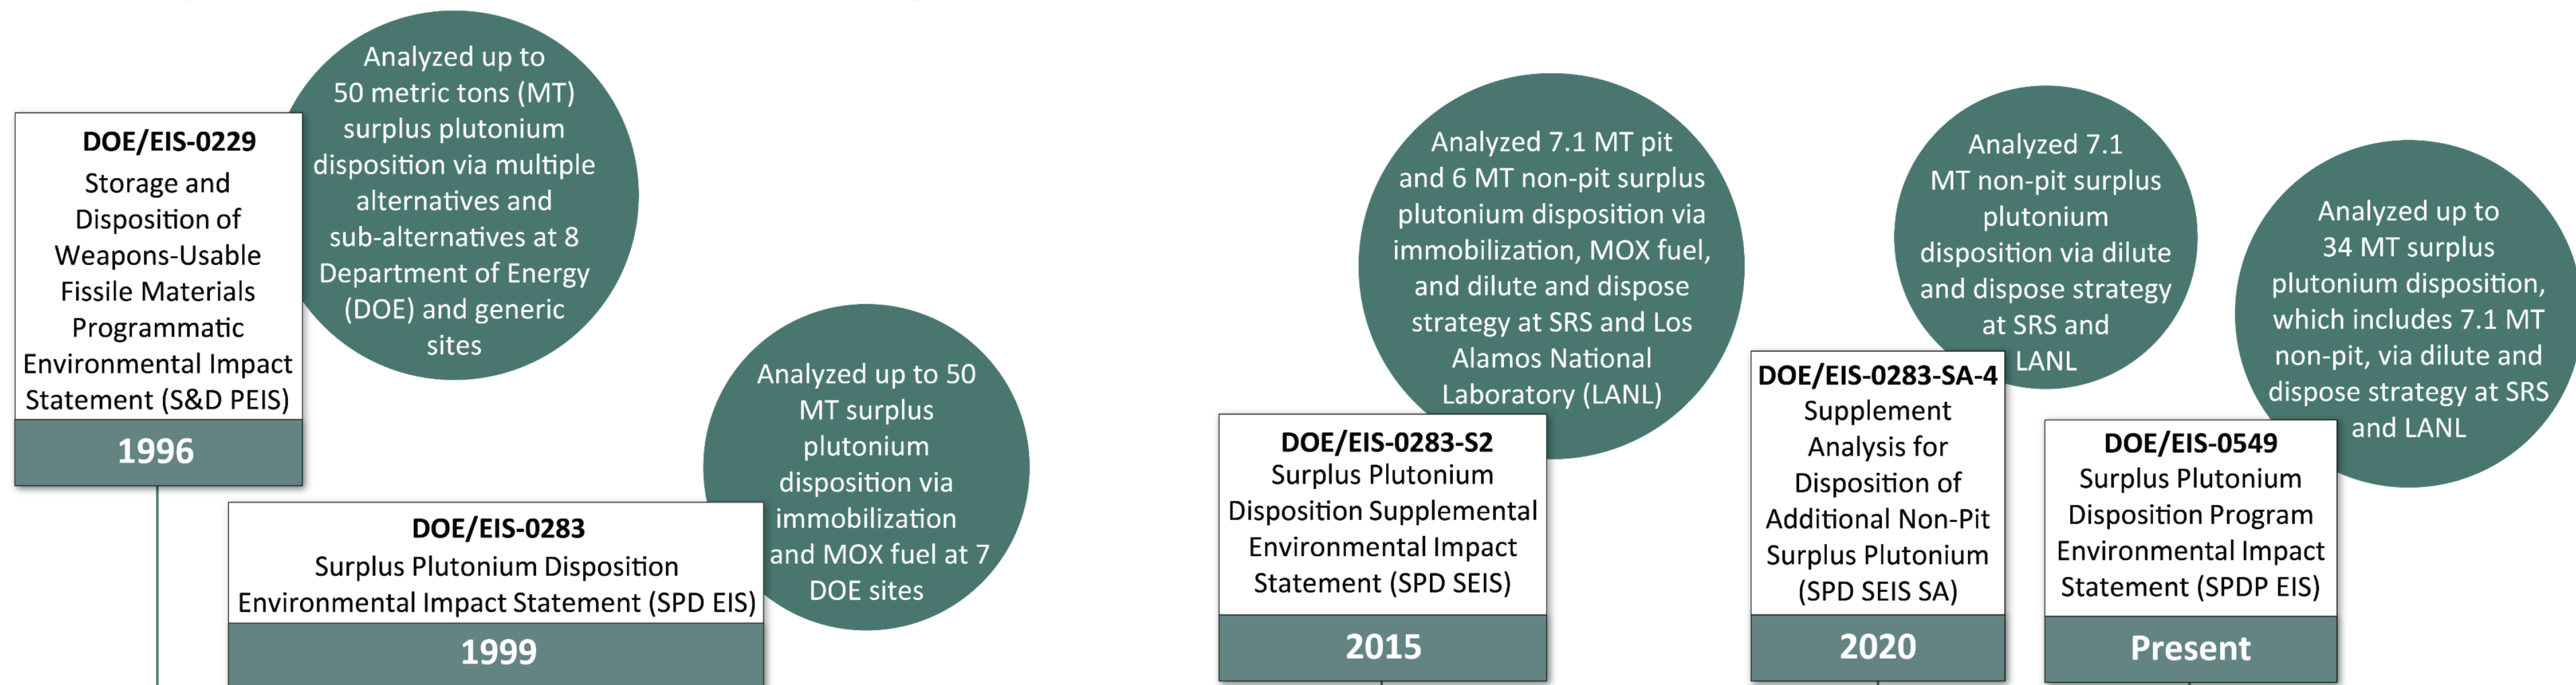 DOE/EIS-0229
Storage and
Disposition of
Weapons-Usable
Fissile Materials
Programmatic
Environmental Impact
Statement (S&D PEIS)
1996
Analyzed up to
50 metric tons (MT)
surplus plutonium
disposition via multiple
alternatives and
sub-alternatives at 8
Department of Energy
(DOE) and generic
sites
DOE/EIS-0283
Surplus Plutonium Disposition
Environmental Impact Statement (SPD EIS)
1999
Analyzed up to 50
MT surplus
plutonium
disposition via
immobilization
and MOX fuel at 7
DOE sites
DOE/EIS-0283-S2
Surplus Plutonium
Disposition Supplemental
Environmental Impact
Statement (SPD SEIS)
2015
Analyzed 7.1 MT pit
and 6 MT non-pit surplus
plutonium disposition via
immobilization, MOX fuel,
and dilute and dispose
strategy at SRS and Los
Alamos National
Laboratory (LANL)
DOE/EIS-0283-SA-4
Supplement
Analysis for
Disposition of
Additional Non-Pit
Surplus Plutonium
(SPD SEIS SA)
2020
Analyzed 7.1
MT non-pit surplus
plutonium
disposition via dilute
and dispose strategy
at SRS and
LANL
DOE/EIS-0549
Surplus Plutonium
Disposition Program
Environmental Impact
Statement (SPDP EIS)
Present
Analyzed up to
34 MT surplus
plutonium disposition,
which includes 7.1 MT
non-pit, via dilute and
dispose strategy at SRS
and LANL